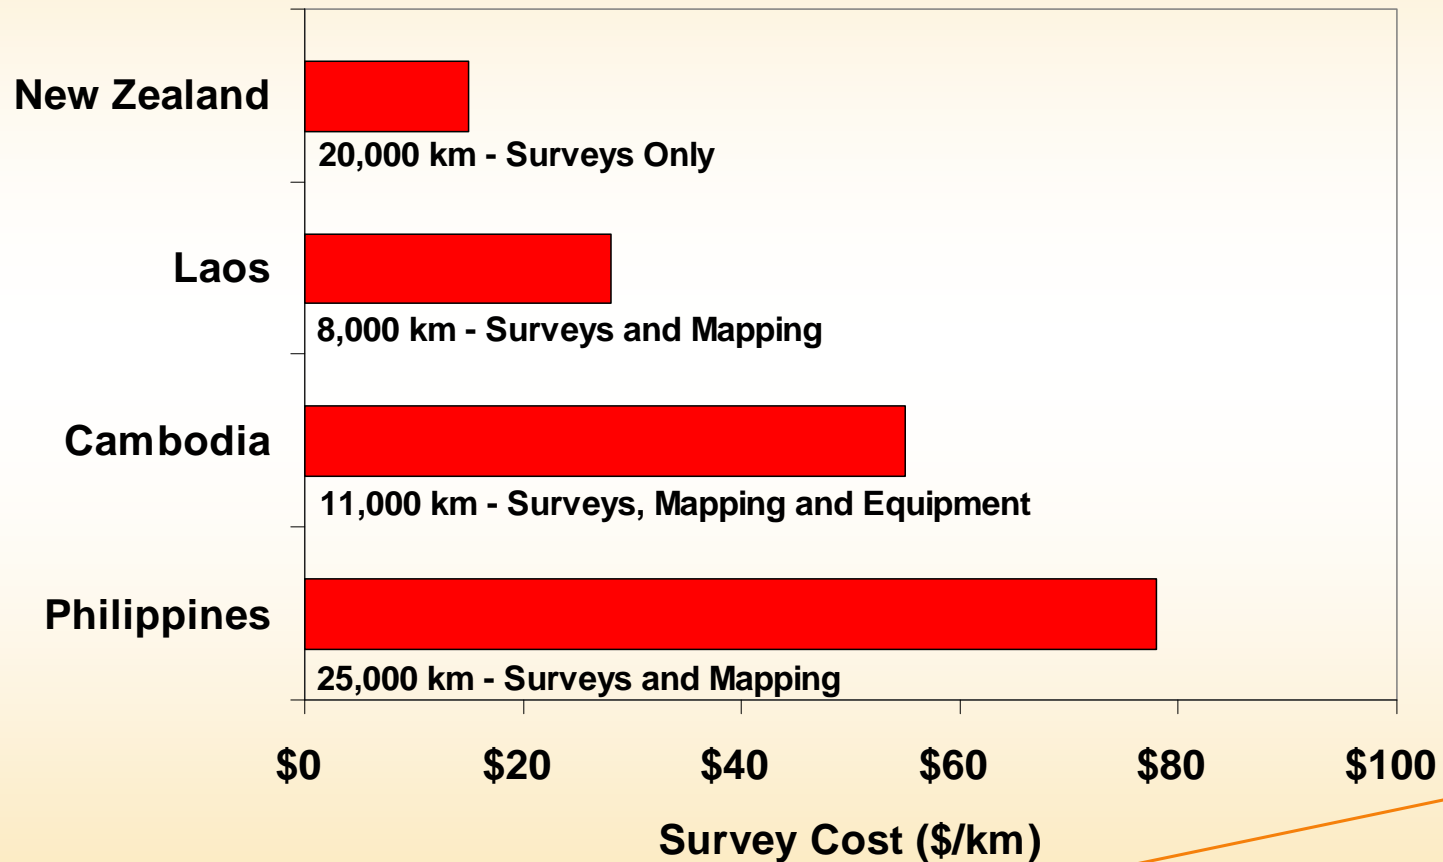 New Zealand
20,000 km - Surveys Only
Laos
8,000 km - Surveys and Mapping
Cambodia
11,000 km - Surveys, Mapping and Equipment
Philippines
25,000 km - Surveys and Mapping
$0 $20 $40 $60 $80 $100
Survey Cost ($/km)